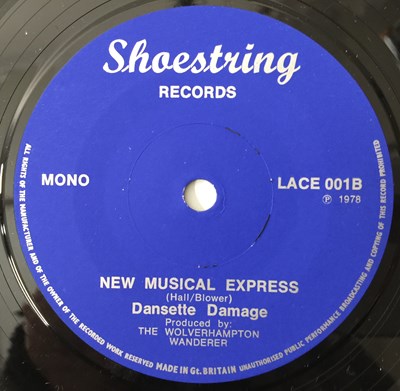 Shoestring
RECORDS
MONO
LACE 001B
℗ 1978
NEW MUSICAL EXPRESS
(Hall/Blower)
Dansette Damage
Produced by:
THE WOLVERHAMPTON
WANDERER
ALL RIGHTS OF THE MANUFACTURER AND OF THE OWNER OF THE RECORDED WORK RESERVED MADE IN Gt. BRITAIN UNAUTHORISED PUBLIC PERFORMANCE BROADCASTING AND COPYING OF THIS RECORD PROHIBITED